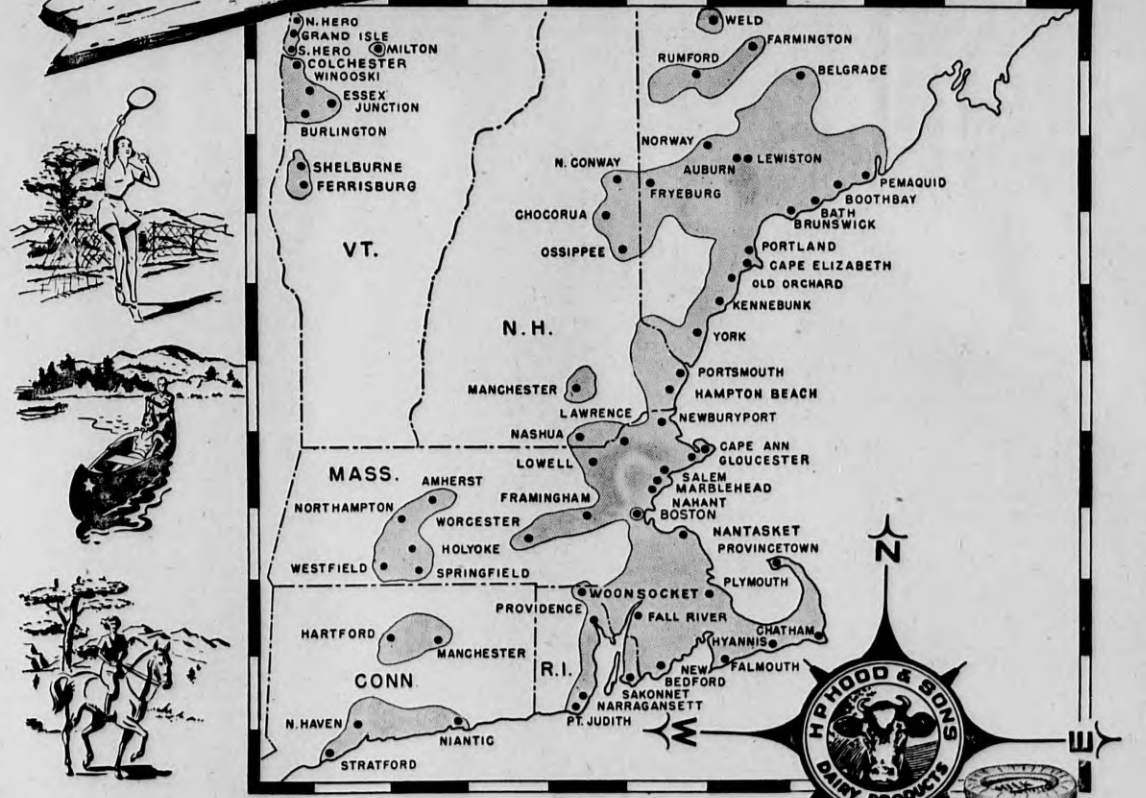 N. HERO
GRAND ISLE
S. HERO
MILTON
COLCHESTER
WINOOSKI
ESSEX
JUNCTION
BURLINGTON
SHELBURNE
FERRISBURG
VT.
N.H.
WELD
FARMINGTON
RUMFORD
BELGRADE
NORWAY
N. CONWAY
AUBURN
LEWISTON
FRYEBURG
PEMAQUID
BOOTHBAY
BATH
BRUNSWICK
CHOCORUA
OSSIPPEE
PORTLAND
CAPE ELIZABETH
OLD ORCHARD
KENNEBUNK
YORK
PORTSMOUTH
HAMPTON BEACH
MANCHESTER
LAWRENCE
NEWBURYPORT
NASHUA
CAPE ANN
GLOUCESTER
LOWELL
SALEM
MARBLEHEAD
NAHANT
BOSTON
MASS.
AMHERST
NORTHAMPTON
FRAMINGHAM
WORCESTER
HOLYOKE
WESTFIELD
SPRINGFIELD
NANTASKET
PROVINCETOWN
PLYMOUTH
WOONSOCKET
PROVIDENCE
FALL RIVER
CHATHAM
HYANNIS
FALMOUTH
NEW
BEDFORD
SAKONNET
NARRAGANSETT
PT. JUDITH
R.I.
HARTFORD
MANCHESTER
CONN.
N. HAVEN
NIANTIC
STRATFORD
N
W
E
H P HOOD & SONS
DAIRY PRODUCTS
MILK